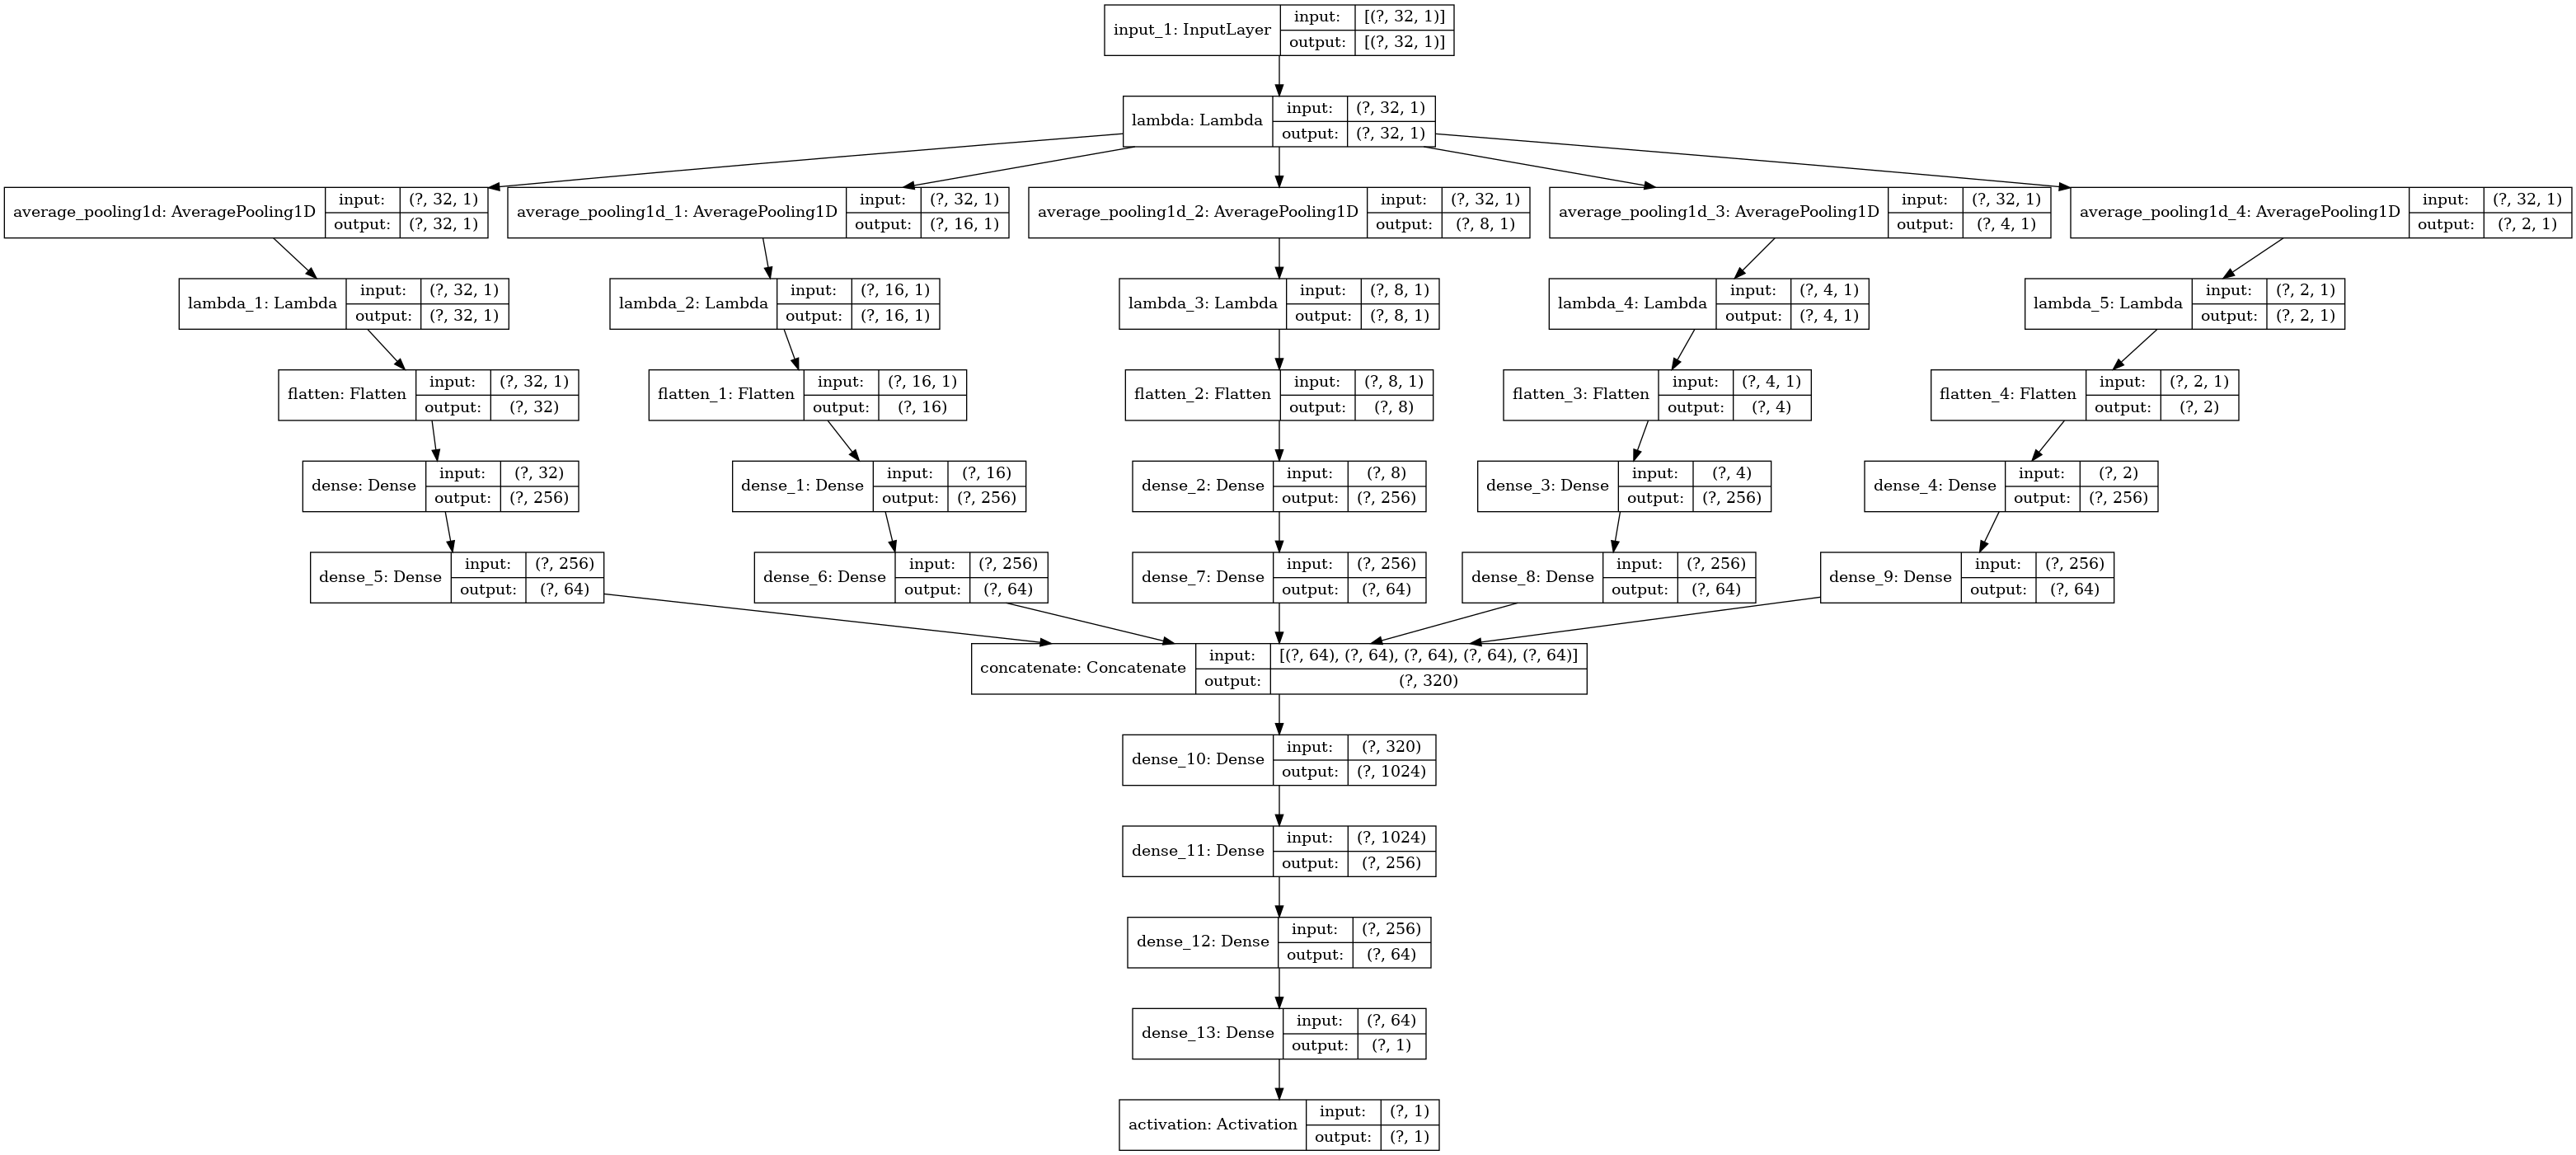 input_1: InputLayer input: [(?, 32, 1)]
output: [(?, 32, 1)]
lambda: Lambda input: (?, 32, 1)
output: (?, 32, 1)
average_pooling1d: AveragePooling1D input: (?, 32, 1)
output: (?, 32, 1)
average_pooling1d_1: AveragePooling1D input: (?, 32, 1)
output: (?, 16, 1)
average_pooling1d_2: AveragePooling1D input: (?, 32, 1)
output: (?, 8, 1)
average_pooling1d_3: AveragePooling1D input: (?, 32, 1)
output: (?, 4, 1)
average_pooling1d_4: AveragePooling1D input: (?, 32, 1)
output: (?, 2, 1)
lambda_1: Lambda input: (?, 32, 1)
output: (?, 32, 1)
lambda_2: Lambda input: (?, 16, 1)
output: (?, 16, 1)
lambda_3: Lambda input: (?, 8, 1)
output: (?, 8, 1)
lambda_4: Lambda input: (?, 4, 1)
output: (?, 4, 1)
lambda_5: Lambda input: (?, 2, 1)
output: (?, 2, 1)
flatten: Flatten input: (?, 32, 1)
output: (?, 32)
flatten_1: Flatten input: (?, 16, 1)
output: (?, 16)
flatten_2: Flatten input: (?, 8, 1)
output: (?, 8)
flatten_3: Flatten input: (?, 4, 1)
output: (?, 4)
flatten_4: Flatten input: (?, 2, 1)
output: (?, 2)
dense: Dense input: (?, 32)
output: (?, 256)
dense_1: Dense input: (?, 16)
output: (?, 256)
dense_2: Dense input: (?, 8)
output: (?, 256)
dense_3: Dense input: (?, 4)
output: (?, 256)
dense_4: Dense input: (?, 2)
output: (?, 256)
dense_5: Dense input: (?, 256)
output: (?, 64)
dense_6: Dense input: (?, 256)
output: (?, 64)
dense_7: Dense input: (?, 256)
output: (?, 64)
dense_8: Dense input: (?, 256)
output: (?, 64)
dense_9: Dense input: (?, 256)
output: (?, 64)
concatenate: Concatenate input: [(?, 64), (?, 64), (?, 64), (?, 64), (?, 64)]
output: (?, 320)
dense_10: Dense input: (?, 320)
output: (?, 1024)
dense_11: Dense input: (?, 1024)
output: (?, 256)
dense_12: Dense input: (?, 256)
output: (?, 64)
dense_13: Dense input: (?, 64)
output: (?, 1)
activation: Activation input: (?, 1)
output: (?, 1)